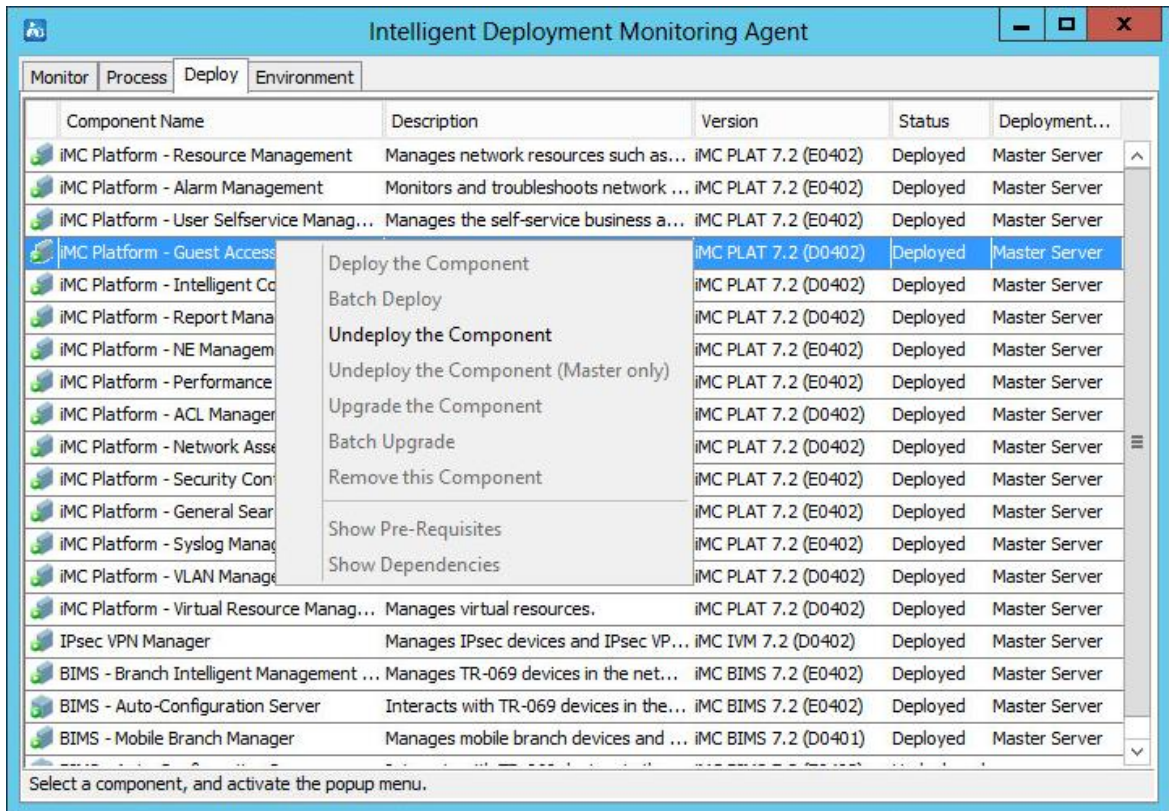 Intelligent Deployment Monitoring Agent
Monitor Process Deploy Environment
Component Name Description Version Status Deployment...
iMC Platform - Resource Management Manages network resources such as... iMC PLAT 7.2 (E0402) Deployed Master Server
iMC Platform - Alarm Management Monitors and troubleshoots network ... iMC PLAT 7.2 (E0402) Deployed Master Server
iMC Platform - User Selfservice Manag... Manages the self-service business a... iMC PLAT 7.2 (E0402) Deployed Master Server
iMC Platform - Guest Access iMC PLAT 7.2 (D0402) Deployed Master Server
Deploy the Component
iMC Platform - Intelligent Co iMC PLAT 7.2 (D0402) Deployed Master Server
Batch Deploy
iMC Platform - Report Mana iMC PLAT 7.2 (D0402) Deployed Master Server
Undeploy the Component
iMC Platform - NE Managem iMC PLAT 7.2 (D0402) Deployed Master Server
Undeploy the Component (Master only)
iMC Platform - Performance iMC PLAT 7.2 (E0402) Deployed Master Server
Upgrade the Component
iMC Platform - ACL Manager iMC PLAT 7.2 (D0402) Deployed Master Server
Batch Upgrade
iMC Platform - Network Asse iMC PLAT 7.2 (D0402) Deployed Master Server
Remove this Component
iMC Platform - Security Cont iMC PLAT 7.2 (E0402) Deployed Master Server
iMC Platform - General Sear iMC PLAT 7.2 (E0402) Deployed Master Server
Show Pre-Requisites
iMC Platform - Syslog Manag iMC PLAT 7.2 (E0402) Deployed Master Server
Show Dependencies
iMC Platform - VLAN Manage iMC PLAT 7.2 (D0402) Deployed Master Server
iMC Platform - Virtual Resource Manag... Manages virtual resources. iMC PLAT 7.2 (D0402) Deployed Master Server
IPsec VPN Manager Manages IPsec devices and IPsec VP... iMC IVM 7.2 (D0402) Deployed Master Server
BIMS - Branch Intelligent Management ... Manages TR-069 devices in the net... iMC BIMS 7.2 (E0402) Deployed Master Server
BIMS - Auto-Configuration Server Interacts with TR-069 devices in the... iMC BIMS 7.2 (E0402) Deployed Master Server
BIMS - Mobile Branch Manager Manages mobile branch devices and ... iMC BIMS 7.2 (D0401) Deployed Master Server
Select a component, and activate the popup menu.